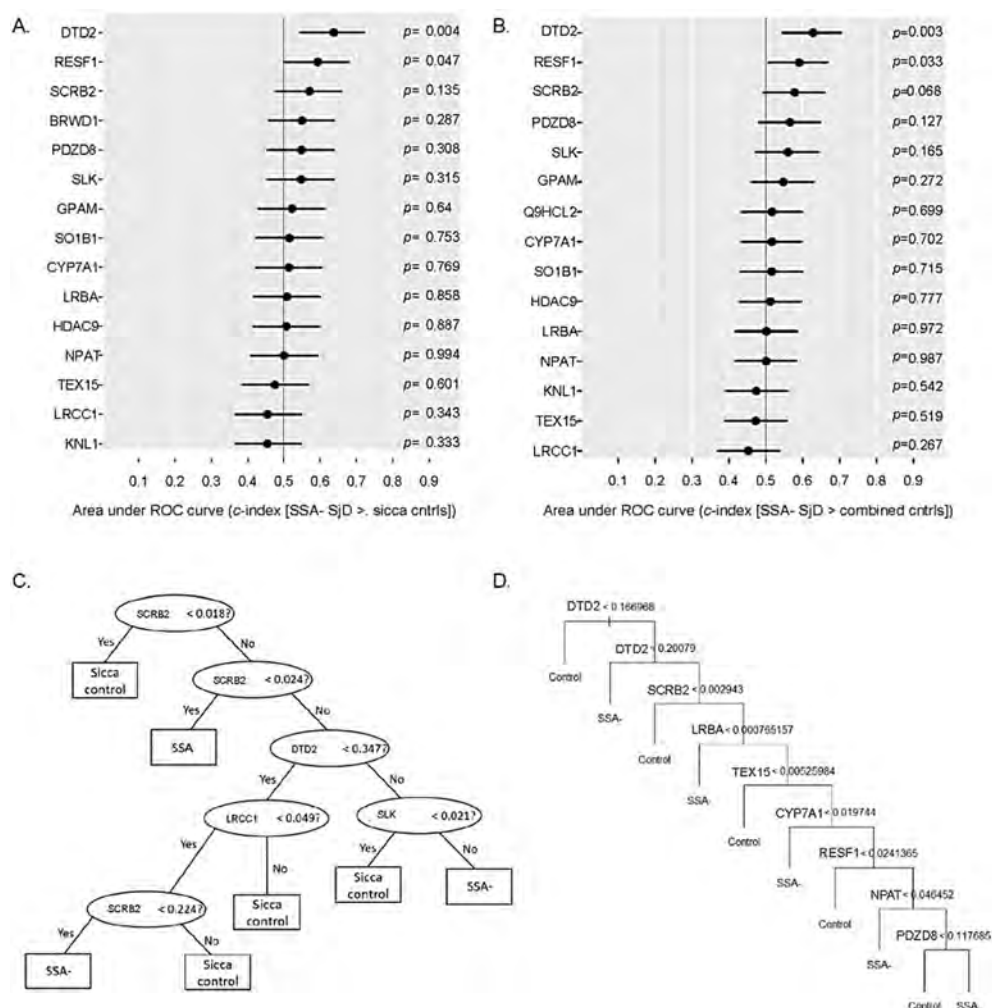 A.
DTD2 p= 0.004
RESF1 p= 0.047
SCRB2 p= 0.135
BRWD1 p= 0.287
PDZD8 p= 0.308
SLK p= 0.315
GPAM p= 0.64
SO1B1 p= 0.753
CYP7A1 p= 0.769
LRBA p= 0.858
HDAC9 p= 0.887
NPAT p= 0.994
TEX15 p= 0.601
LRCC1 p= 0.343
KNL1 p= 0.333
0.1 0.2 0.3 0.4 0.5 0.6 0.7 0.8 0.9
Area under ROC curve (c-index [SSA- SjD >. sicca cntrls])
B.
DTD2 p=0.003
RESF1 p=0.033
SCRB2 p=0.068
PDZD8 p=0.127
SLK p=0.165
GPAM p=0.272
Q9HCL2 p=0.699
CYP7A1 p=0.702
SO1B1 p=0.715
HDAC9 p=0.777
LRBA p=0.972
NPAT p=0.987
KNL1 p=0.542
TEX15 p=0.519
LRCC1 p=0.267
0.1 0.2 0.3 0.4 0.5 0.6 0.7 0.8 0.9
Area under ROC curve (c-index [SSA- SjD > combined cntrls])
C.
SCRB2 < 0.018?
Yes No
Sicca
control
SCRB2 < 0.024?
Yes No
SSA
DTD2 < 0.347?
Yes No
LRCC1 < 0.049?
SLK < 0.021?
Yes No
Yes No
Sicca
control
Sicca
control
SSA-
SCRB2 < 0.224?
Yes No
SSA-
Sicca
control
D.
DTD2 < 0.166968
Control
DTD2 < 0.20079
SSA-
SCRB2 < 0.002943
Control
LRBA < 0.000765157
SSA-
TEX15 < 0.00525984
Control
CYP7A1 < 0.019744
SSA-
RESF1 < 0.0241365
Control
NPAT < 0.046452
SSA-
PDZD8 < 0.117685
Control SSA-